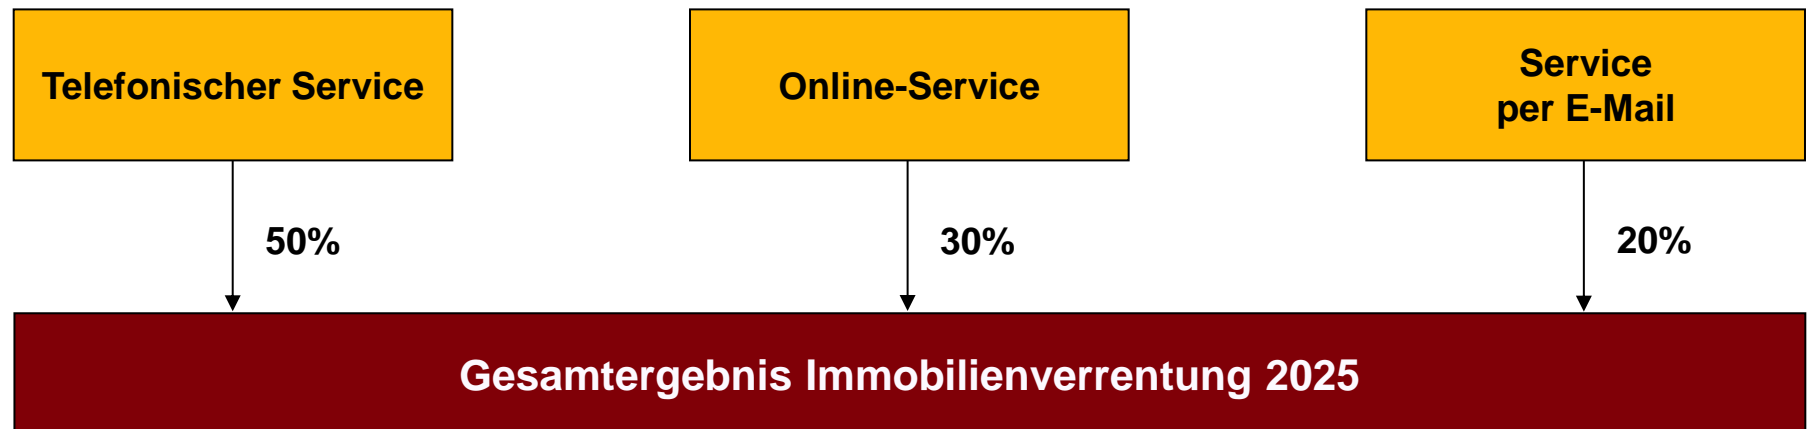 Telefonischer Service
Online-Service
Service
per E-Mail
50%
30%
20%
Gesamtergebnis Immobilienverrentung 2025